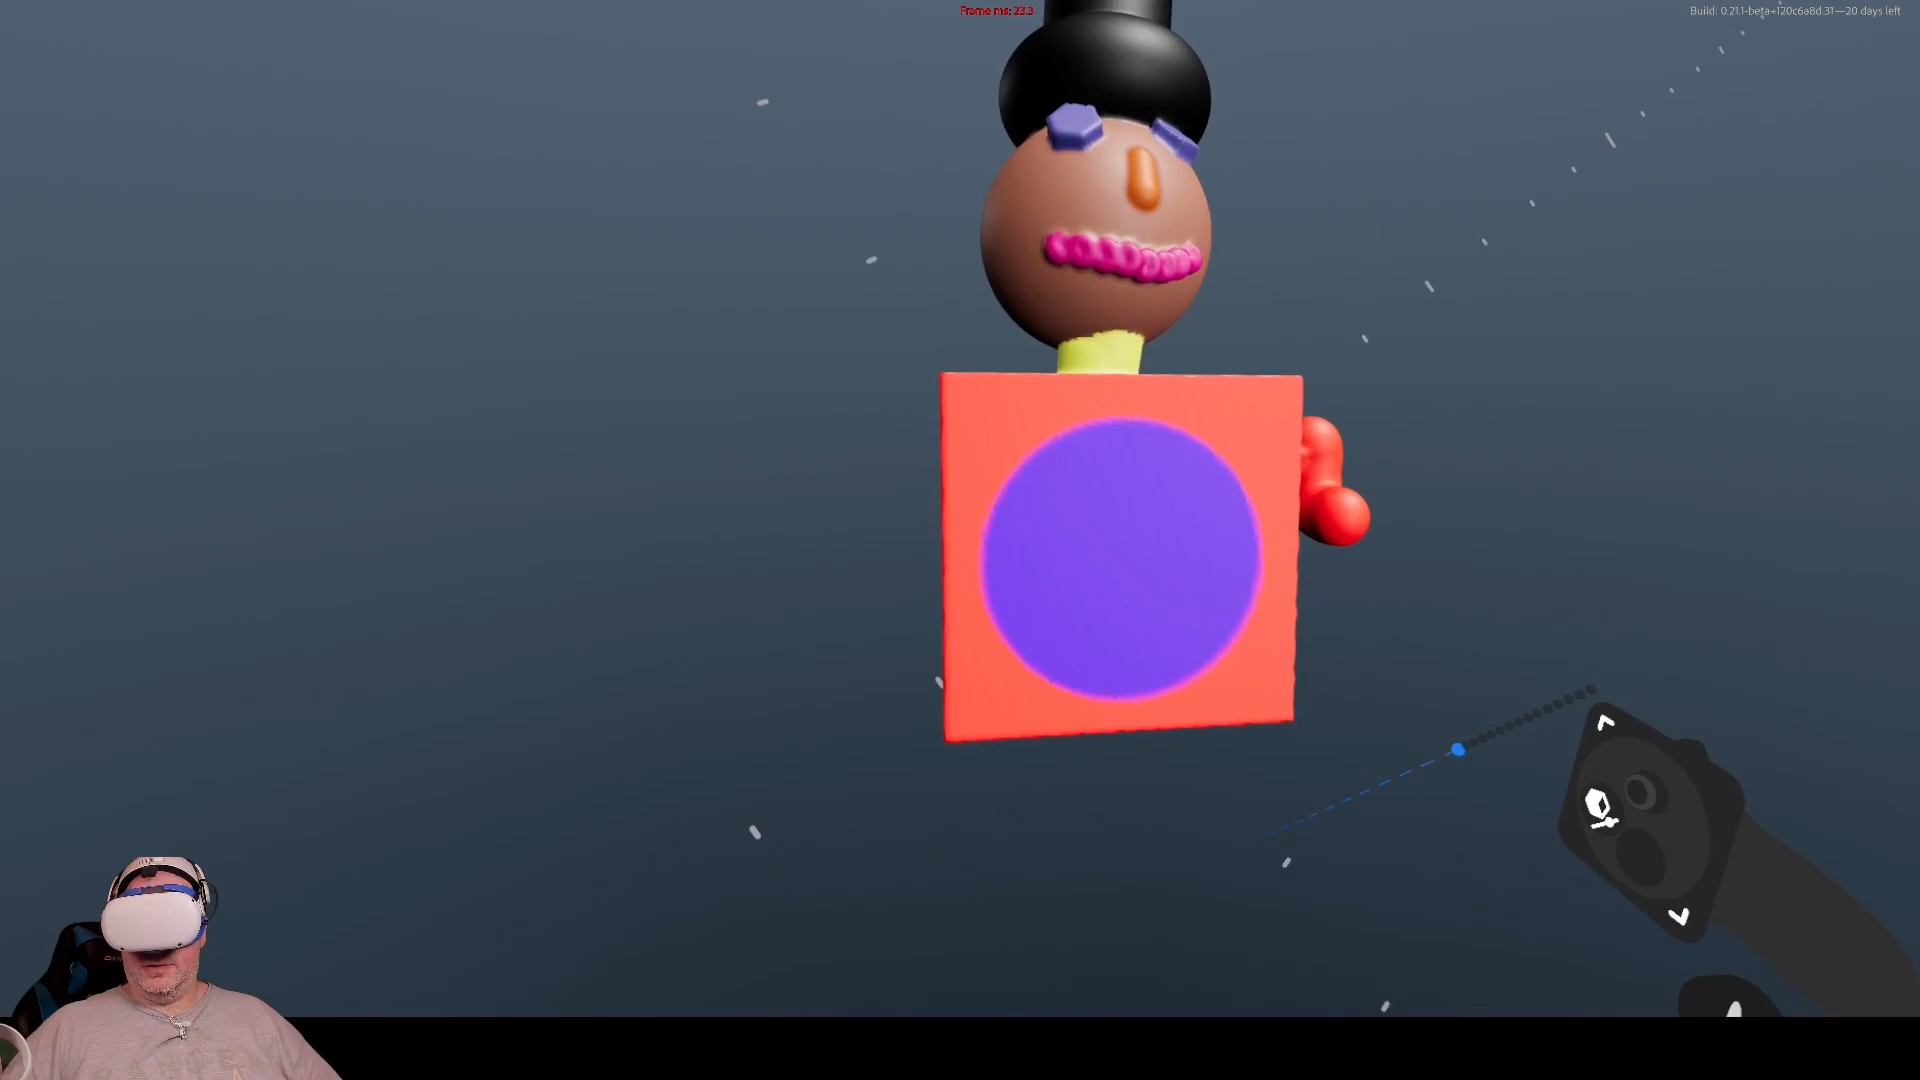 Frame ms: 23.3
Build: 0.21.1-beta+120c6a8d.31—20 days left